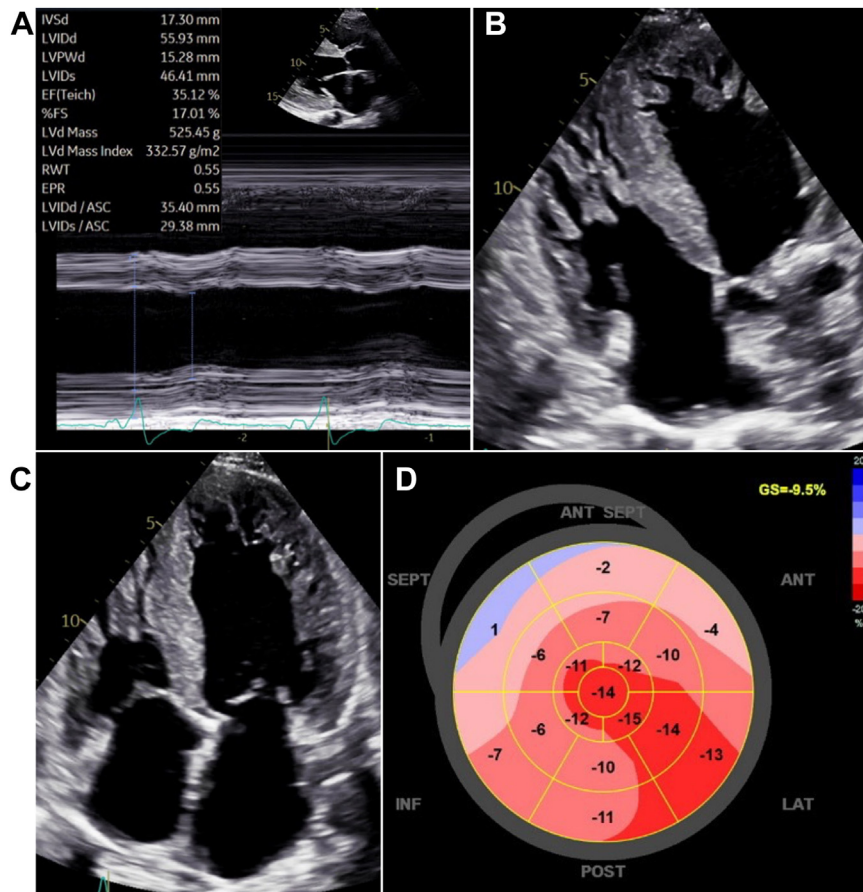 A
IVSd 17.30 mm
LVIDd 55.93 mm
LVPWd 15.28 mm
LVIDs 46.41 mm
EF(Teich) 35.12 %
%FS 17.01 %
LVd Mass 525.45 g
LVd Mass Index 332.57 g/m2
RWT 0.55
EPR 0.55
LVIDd / ASC 35.40 mm
LVIDs / ASC 29.38 mm
5
10
15
-2
-1
B
5
10
C
5
10
D
GS=-9.5%
20
%
ANT SEPT
SEPT
ANT
-2
1
-4
-7
-6
-10
-11
-12
-14
-12
-15
-6
-14
-7
-13
-10
-11
INF
LAT
POST